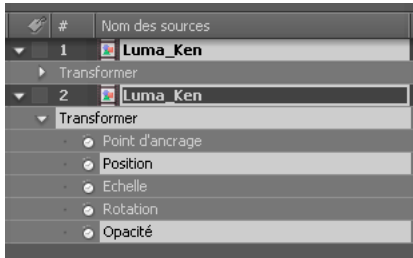 # Nom des sources
1 Luma_Ken
Transformer
2 Luma_Ken
Transformer
Point d'ancrage
Position
Echelle
Rotation
Opacité